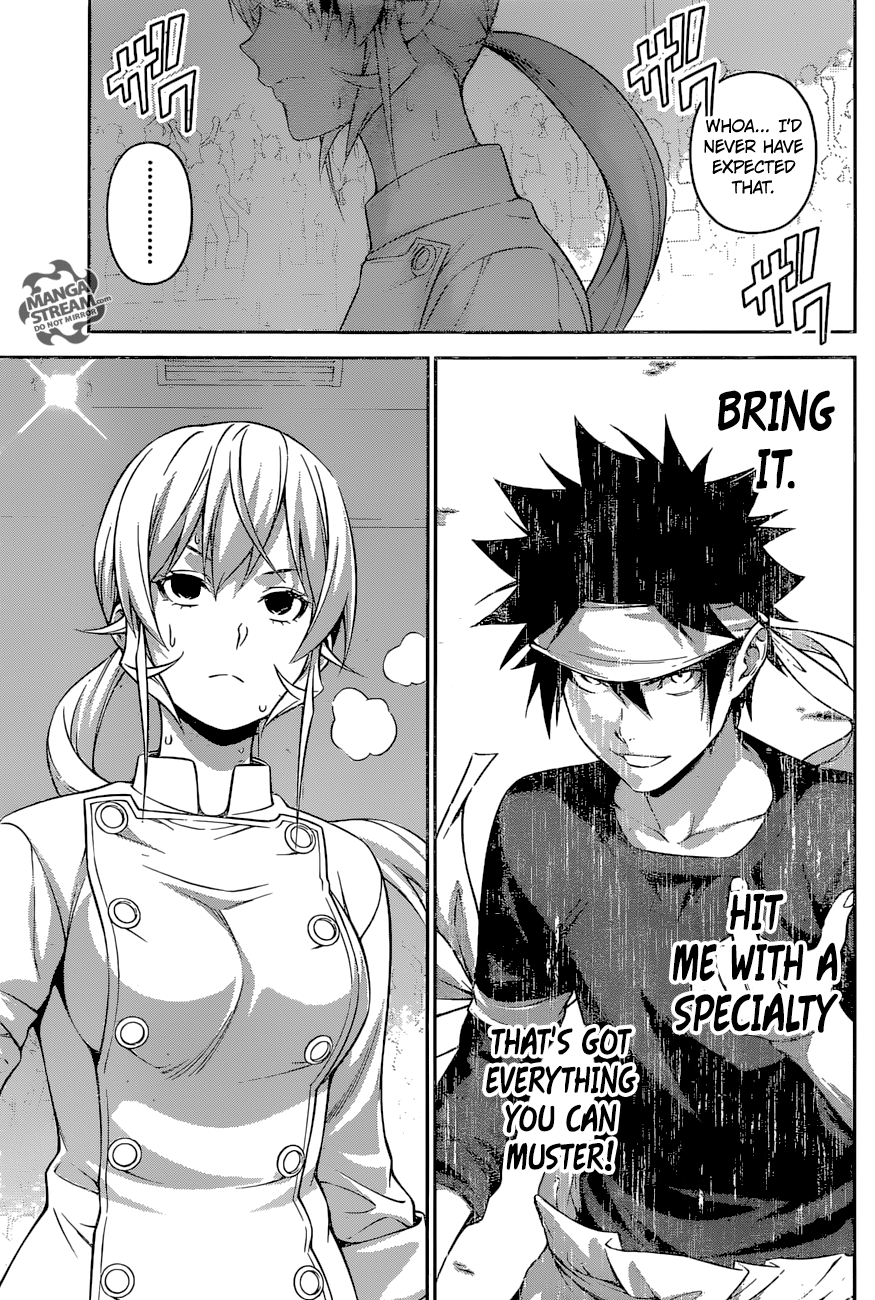 ザワ
ザワ
WHOA... I'D
NEVER HAVE
EXPECTED
THAT.
ザワ
.........
MANGA
STREAM.com
DO NOT MIRROR
BRING
IT.
HIT
ME WITH A
SPECIALTY
THAT'S GOT
EVERYTHING
YOU CAN
MUSTER!